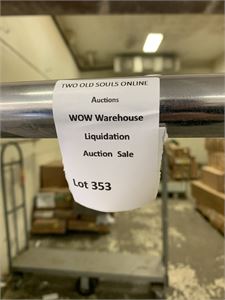 TWO OLD SOULS ONLINE
Auctions
WOW Warehouse
Liquidation
Auction Sale
Lot 353